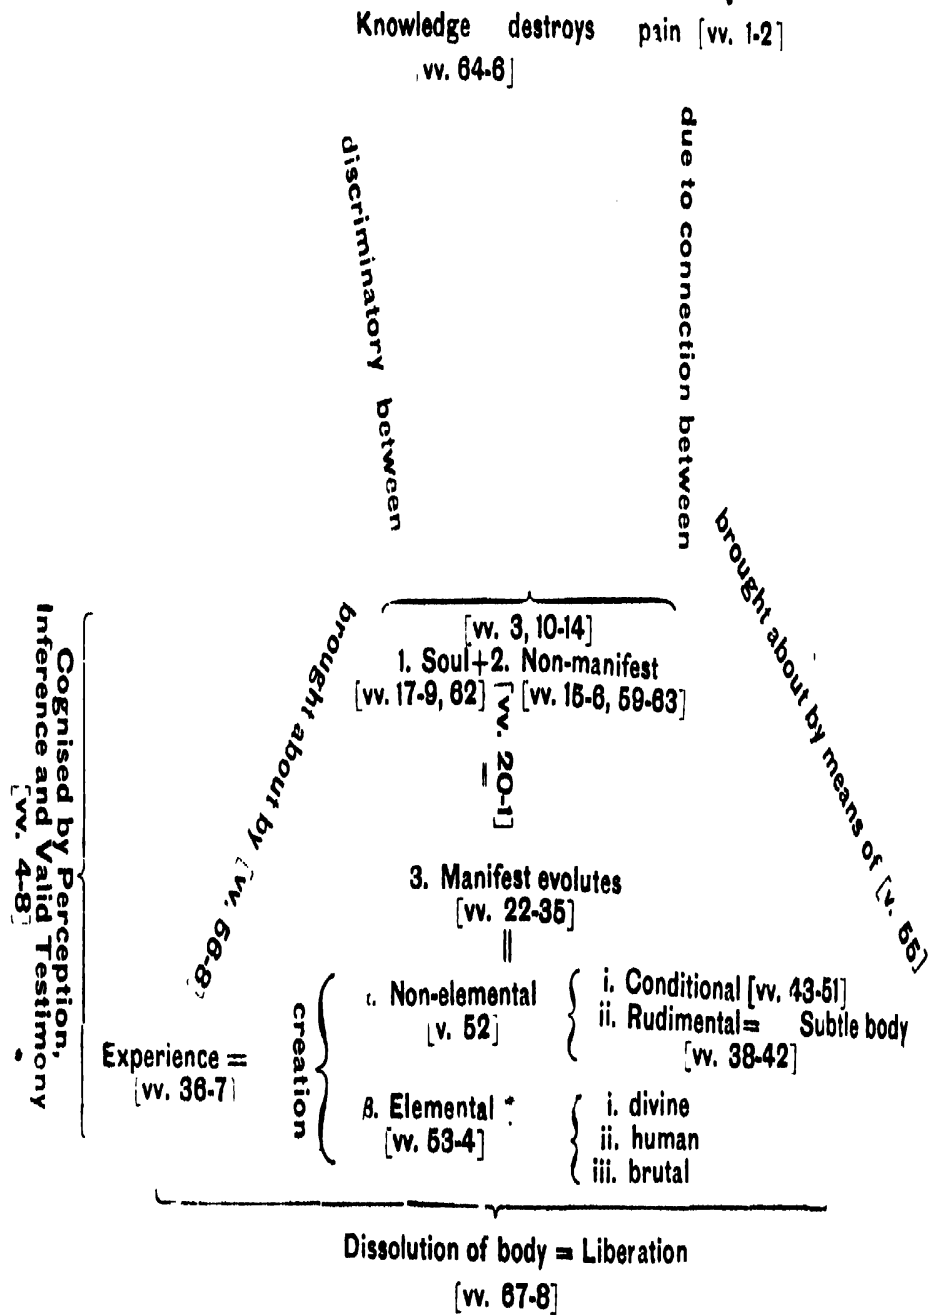 Knowledge destroys pain [vv. 1-2]
vv. 64-6]
discriminatory between
due to connection between
brought about by means of [v. 55]
brought about by [vv. 56-8]
Cognised by Perception,
Inference and Valid Testimony
[vv. 4-8]
[vv. 3, 10-14]
1. Soul+2. Non-manifest
[vv. 17-9, 62] [vv. 15-6, 59-63]
[vv. 20-1]
=
3. Manifest evolutes
[vv. 22-35]
=
Experience =
[vv. 36-7]
creation
Non-elemental
[v. 52]
i. Conditional [vv. 43-51]
ii. Rudimental= Subtle body
[vv. 38-42]
β. Elemental
[vv. 53-4]
i. divine
ii. human
iii. brutal
Dissolution of body = Liberation
[vv. 67-8]